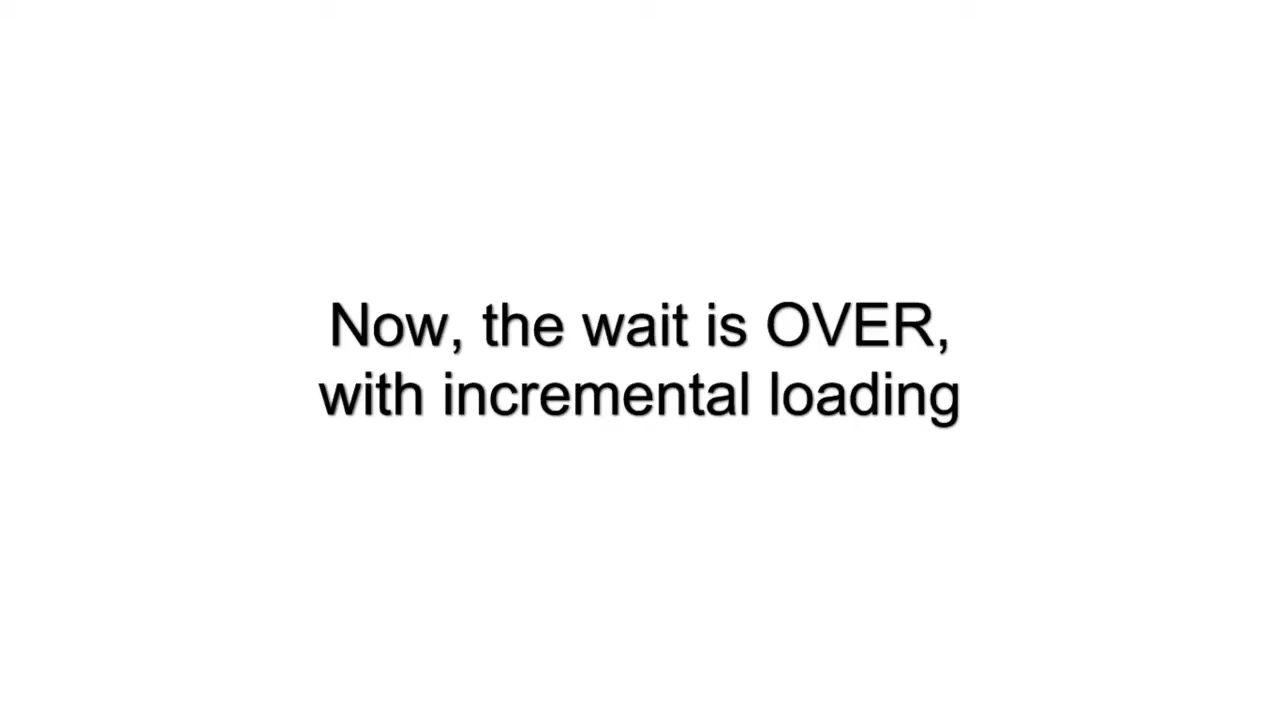 Now, the wait is OVER,
with incremental loading